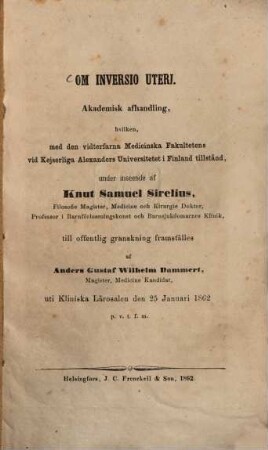 OM INVERSIO UTERI.
Akademisk afhandling,
hvilken,
med den vidtorfarna Medicinska Fakultetens
vid Kejserliga Alexanders Universitetet i Finland tillstånd,
under inseende af
Knut Samuel Sirelius,
Filosofie Magister, Medicine och Kirurgie Doktor,
Professor i Barnförlossningskonst och Barnsjukdomarnes Klinik,
till offentlig granskning framställes
af
Anders Gustaf Wilhelm Dammert,
Magister, Medicine Kandidat,
uti Kliniska Lärosalen den 25 Januari 1862
p. v. t. f. m.
Helsingfors, J. C. Frenckell & Son, 1862.